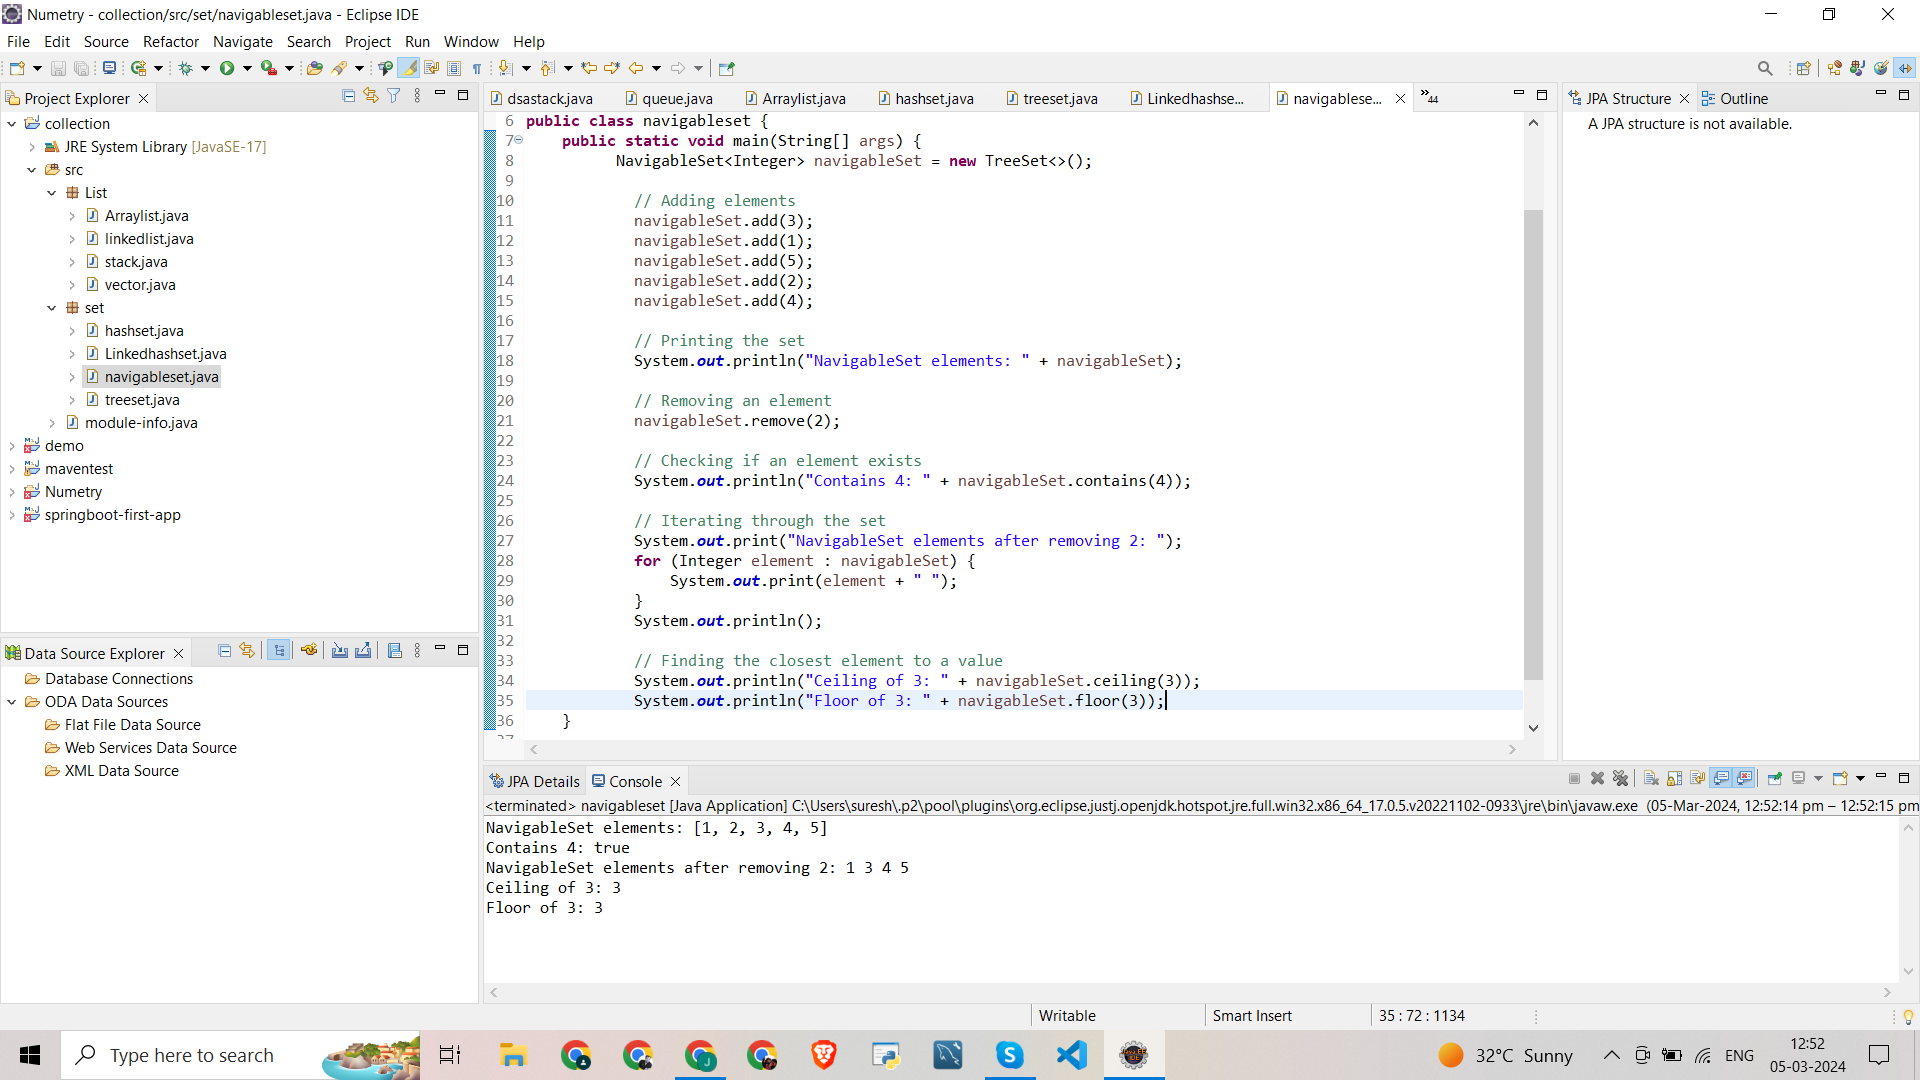 Numetry - collection/src/set/navigableset.java - Eclipse IDE
File Edit Source Refactor Navigate Search Project Run Window Help
Project Explorer
collection
JRE System Library [JavaSE-17]
src
List
Arraylist.java
linkedlist.java
stack.java
vector.java
set
hashset.java
Linkedhashset.java
navigableset.java
treeset.java
module-info.java
demo
maventest
Numetry
springboot-first-app
Data Source Explorer
Database Connections
ODA Data Sources
Flat File Data Source
Web Services Data Source
XML Data Source
dsastack.java queue.java Arraylist.java hashset.java treeset.java Linkedhashse... navigablese... »44
6 public class navigableset {
7 public static void main(String[] args) {
8 NavigableSet<Integer> navigableSet = new TreeSet<>();
9
10 // Adding elements
11 navigableSet.add(3);
12 navigableSet.add(1);
13 navigableSet.add(5);
14 navigableSet.add(2);
15 navigableSet.add(4);
16
17 // Printing the set
18 System.out.println("NavigableSet elements: " + navigableSet);
19
20 // Removing an element
21 navigableSet.remove(2);
22
23 // Checking if an element exists
24 System.out.println("Contains 4: " + navigableSet.contains(4));
25
26 // Iterating through the set
27 System.out.print("NavigableSet elements after removing 2: ");
28 for (Integer element : navigableSet) {
29 System.out.print(element + " ");
30 }
31 System.out.println();
32
33 // Finding the closest element to a value
34 System.out.println("Ceiling of 3: " + navigableSet.ceiling(3));
35 System.out.println("Floor of 3: " + navigableSet.floor(3));
36 }
JPA Structure Outline
A JPA structure is not available.
JPA Details Console
<terminated> navigableset [Java Application] C:\Users\suresh\.p2\pool\plugins\org.eclipse.justj.openjdk.hotspot.jre.full.win32.x86_64_17.0.5.v20221102-0933\jre\bin\javaw.exe (05-Mar-2024, 12:52:14 pm – 12:52:15 pm
NavigableSet elements: [1, 2, 3, 4, 5]
Contains 4: true
NavigableSet elements after removing 2: 1 3 4 5
Ceiling of 3: 3
Floor of 3: 3
Writable Smart Insert 35 : 72 : 1134
Type here to search
32°C Sunny
ENG
12:52
05-03-2024